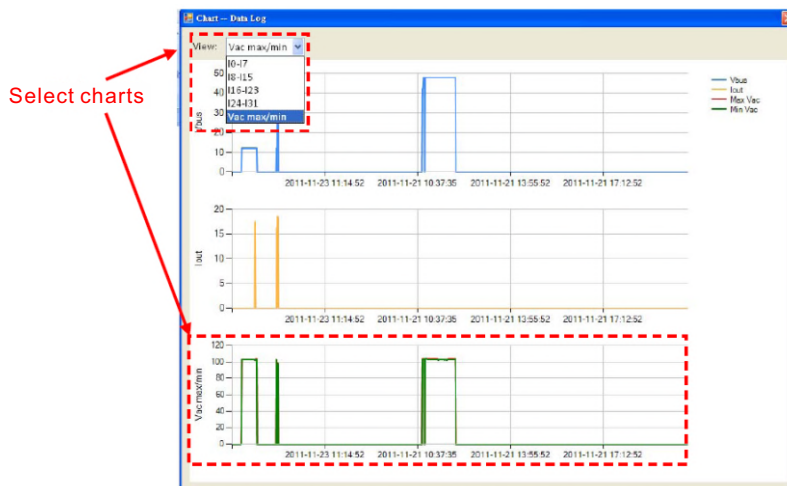 Chart -- Data Log
View: Vac max/min
I0-I7
I8-I15
I16-I23
I24-I31
Vac max/min
Select charts
Vbus
50
40
30
20
10
0
2011-11-23 11:14:52 2011-11-21 10:37:35 2011-11-21 13:55:52 2011-11-21 17:12:52
Vbus
Iout
Max Vac
Min Vac
Iout
20
15
10
5
0
2011-11-23 11:14:52 2011-11-21 10:37:35 2011-11-21 13:55:52 2011-11-21 17:12:52
Vac max/min
120
100
80
60
40
20
0
2011-11-23 11:14:52 2011-11-21 10:37:35 2011-11-21 13:55:52 2011-11-21 17:12:52